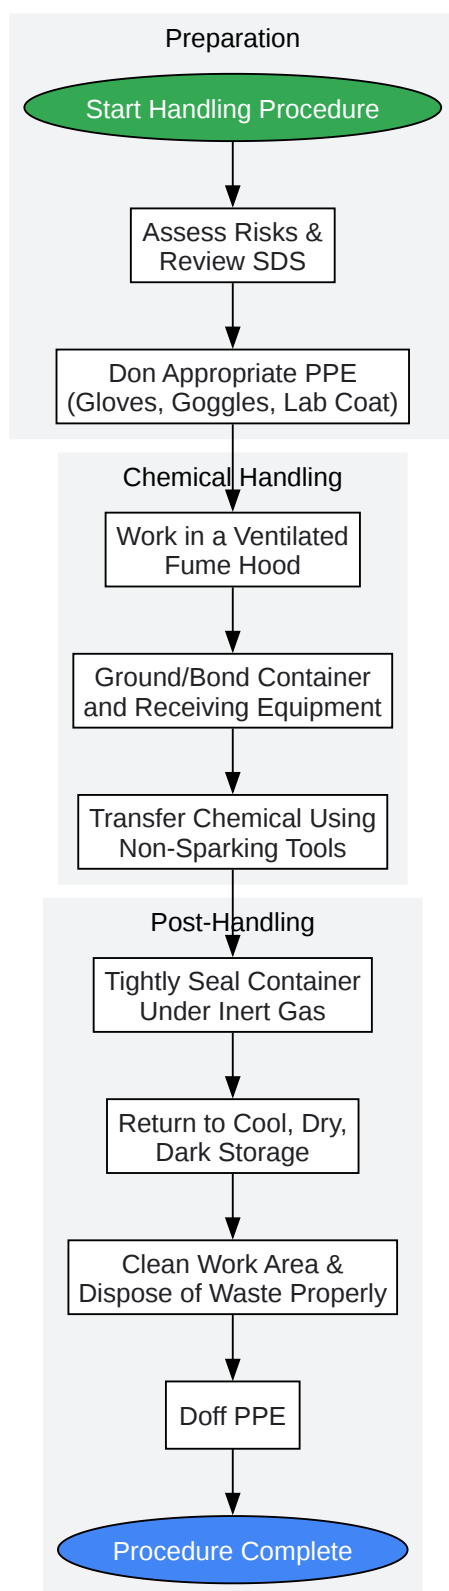 Preparation
Start Handling Procedure
Assess Risks &
Review SDS
Don Appropriate PPE
(Gloves, Goggles, Lab Coat)
Chemical Handling
Work in a Ventilated
Fume Hood
Ground/Bond Container
and Receiving Equipment
Transfer Chemical Using
Non-Sparking Tools
Post-Handling
Tightly Seal Container
Under Inert Gas
Return to Cool, Dry,
Dark Storage
Clean Work Area &
Dispose of Waste Properly
Doff PPE
Procedure Complete